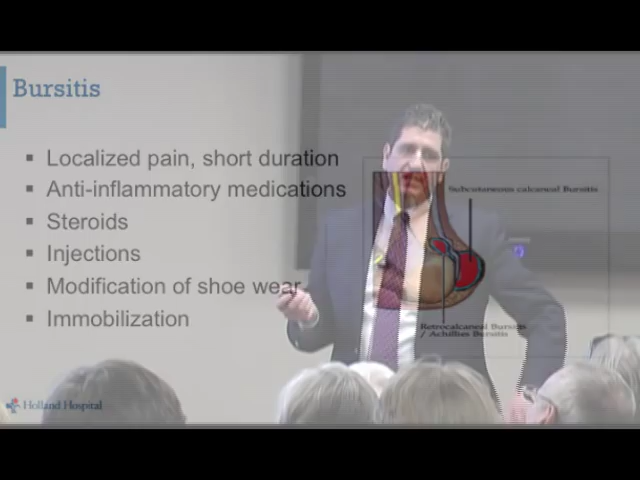 Bursitis
Localized pain, short duration
Anti-inflammatory medications
Steroids
Injections
Modification of shoe wear
Immobilization
Subcutaneous calcaneal Bursitis
Retrocalcaneal Bursitis
/ Achilles Bursitis
Holland Hospital